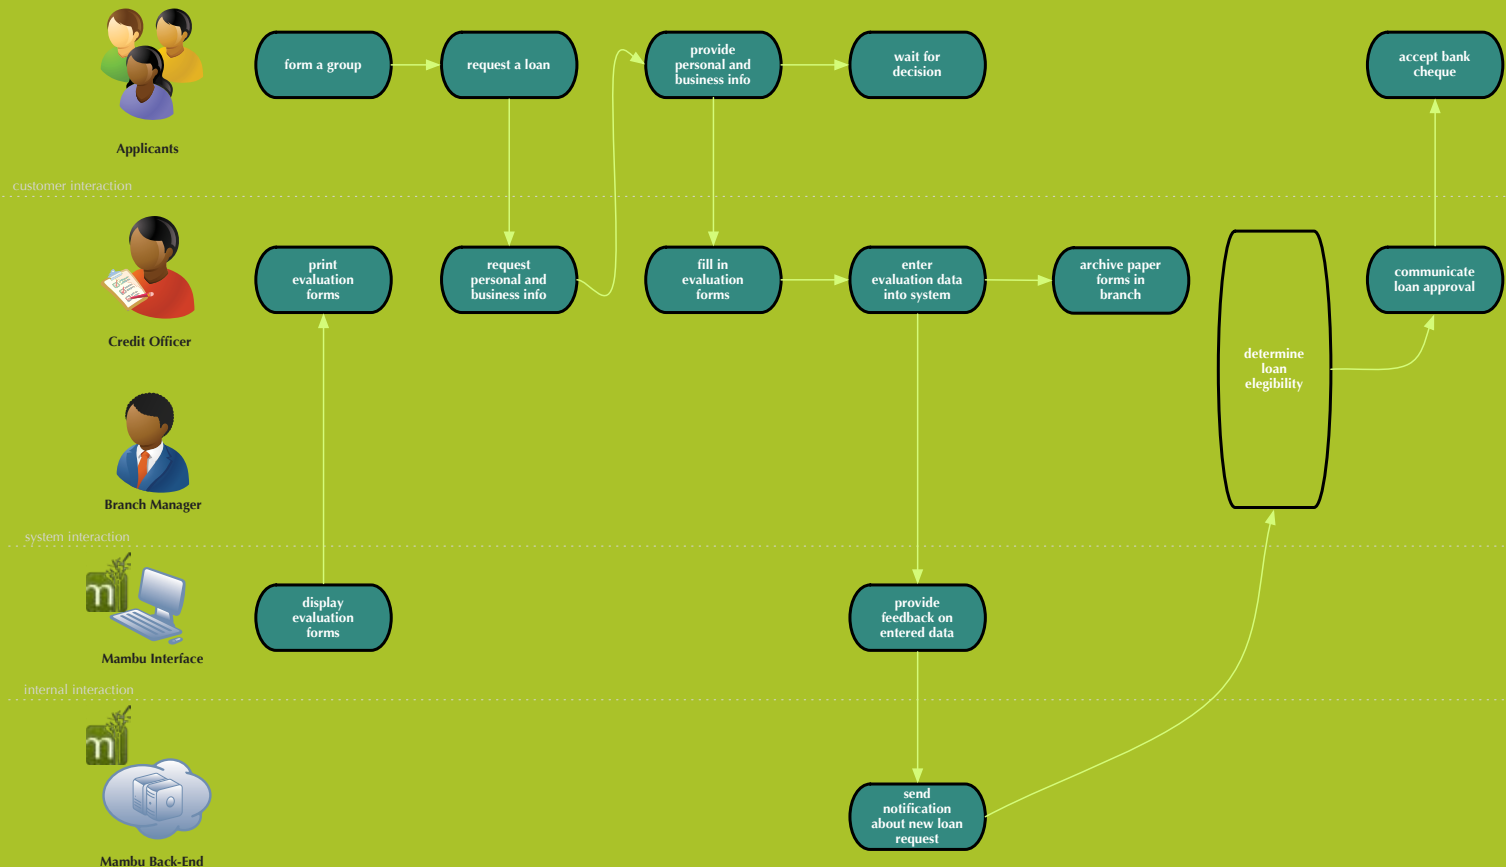 form a group
request a loan
provide
personal and
business info
wait for
decision
accept bank
cheque
Applicants
customer interaction
print
evaluation
forms
request
personal and
business info
fill in
evaluation
forms
enter
evaluation data
into system
archive paper
forms in
branch
communicate
loan approval
Credit Officer
determine
loan
elegibility
Branch Manager
system interaction
m
display
evaluation
forms
provide
feedback on
entered data
Mambu Interface
internal interaction
m
send
notification
about new loan
request
Mambu Back-End